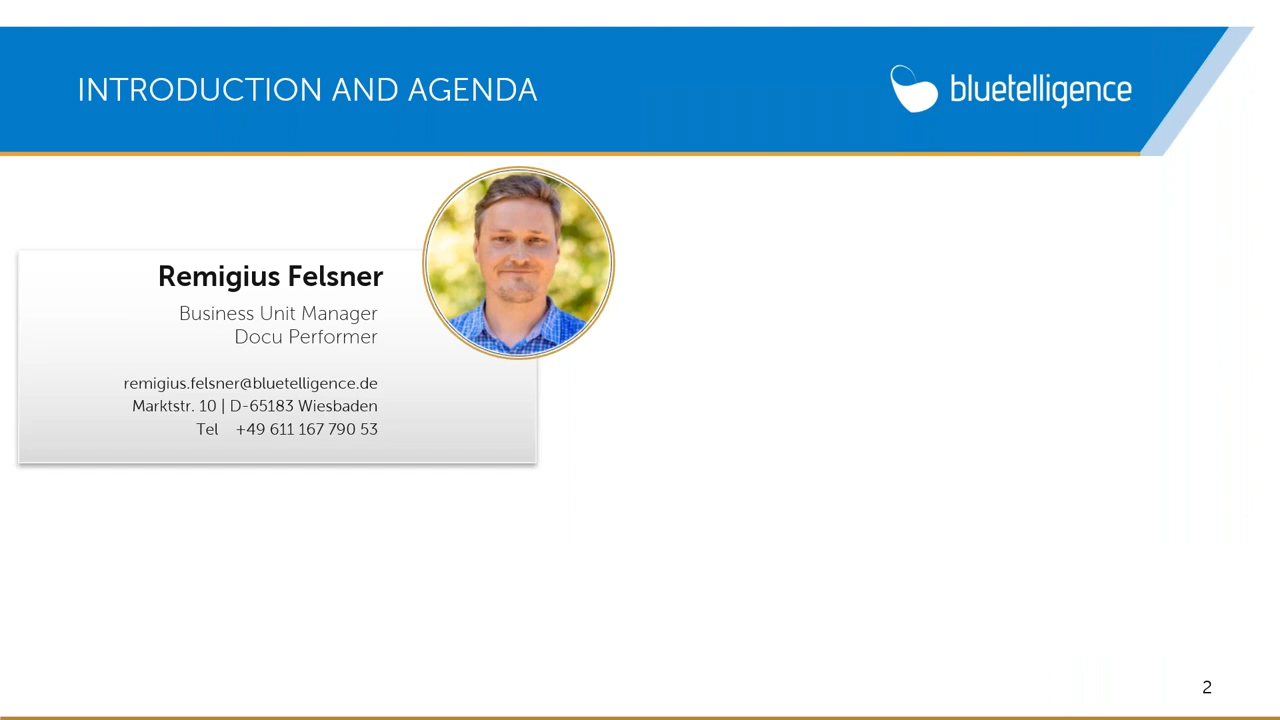 INTRODUCTION AND AGENDA
bluetelligence
Remigius Felsner
Business Unit Manager
Docu Performer
remigius.felsner@bluetelligence.de
Marktstr. 10 | D-65183 Wiesbaden
Tel +49 611 167 790 53
2